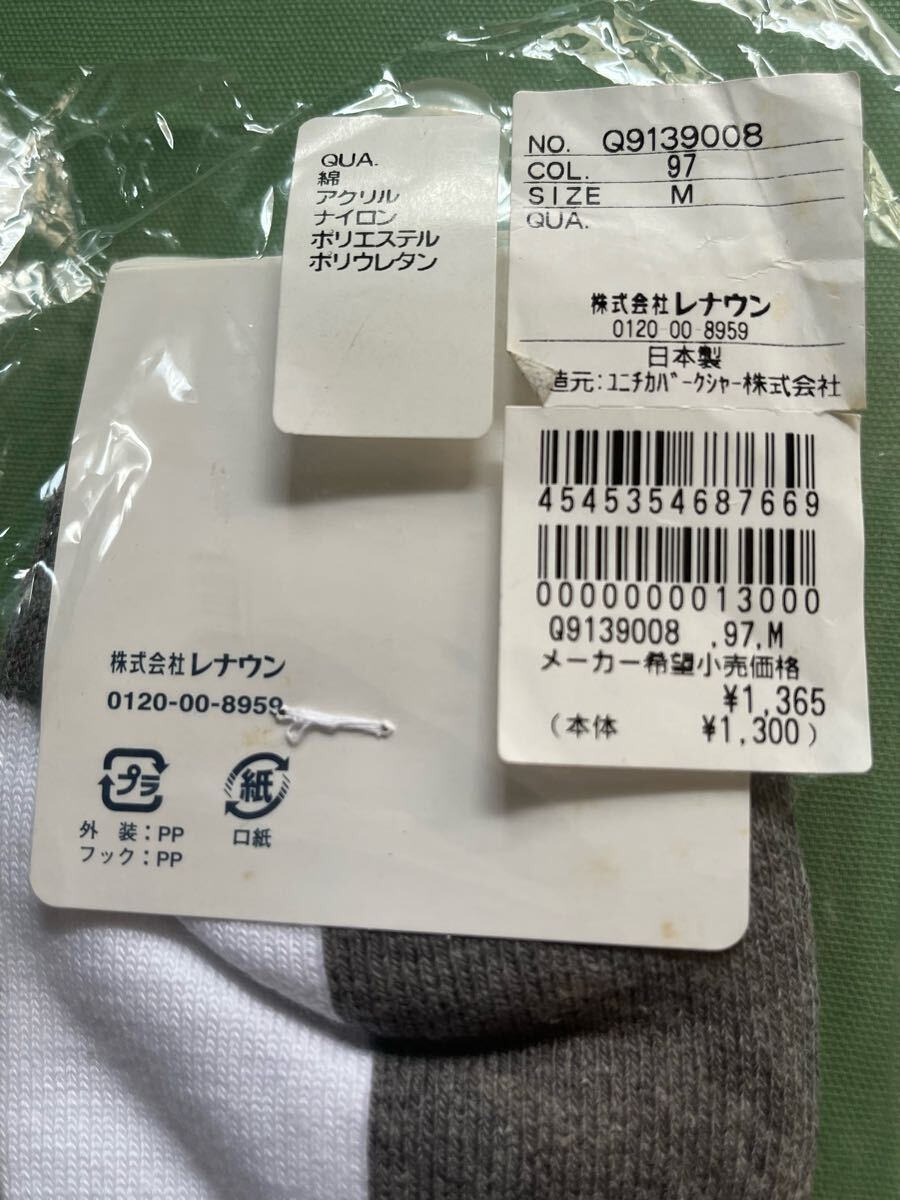 QUA.
綿
アクリル
ナイロン
ポリエステル
ポリウレタン
NO. Q9139008
COL. 97
SIZE M
QUA.
株式会社レナウン
0120-00-8959
日本製
造元:ユニチカバークシャー株式会社
4545354687669
0000000013000
Q9139008 .97.M
メーカー希望小売価格
¥1,365
(本体 ¥1,300)
株式会社レナウン
0120-00-8959
プラ
外 装:PP
フック:PP
紙
口紙